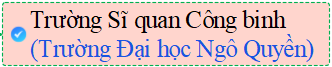 Trường Sĩ quan Công binh
(Trường Đại học Ngô Quyền)